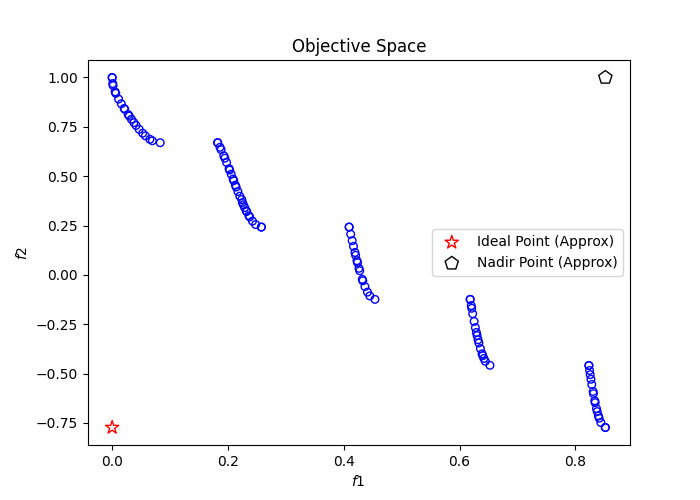 Objective Space
1.00
0.75
0.50
0.25
0.00
−0.25
−0.50
−0.75
f2
Ideal Point (Approx)
Nadir Point (Approx)
0.0 0.2 0.4 0.6 0.8
f1